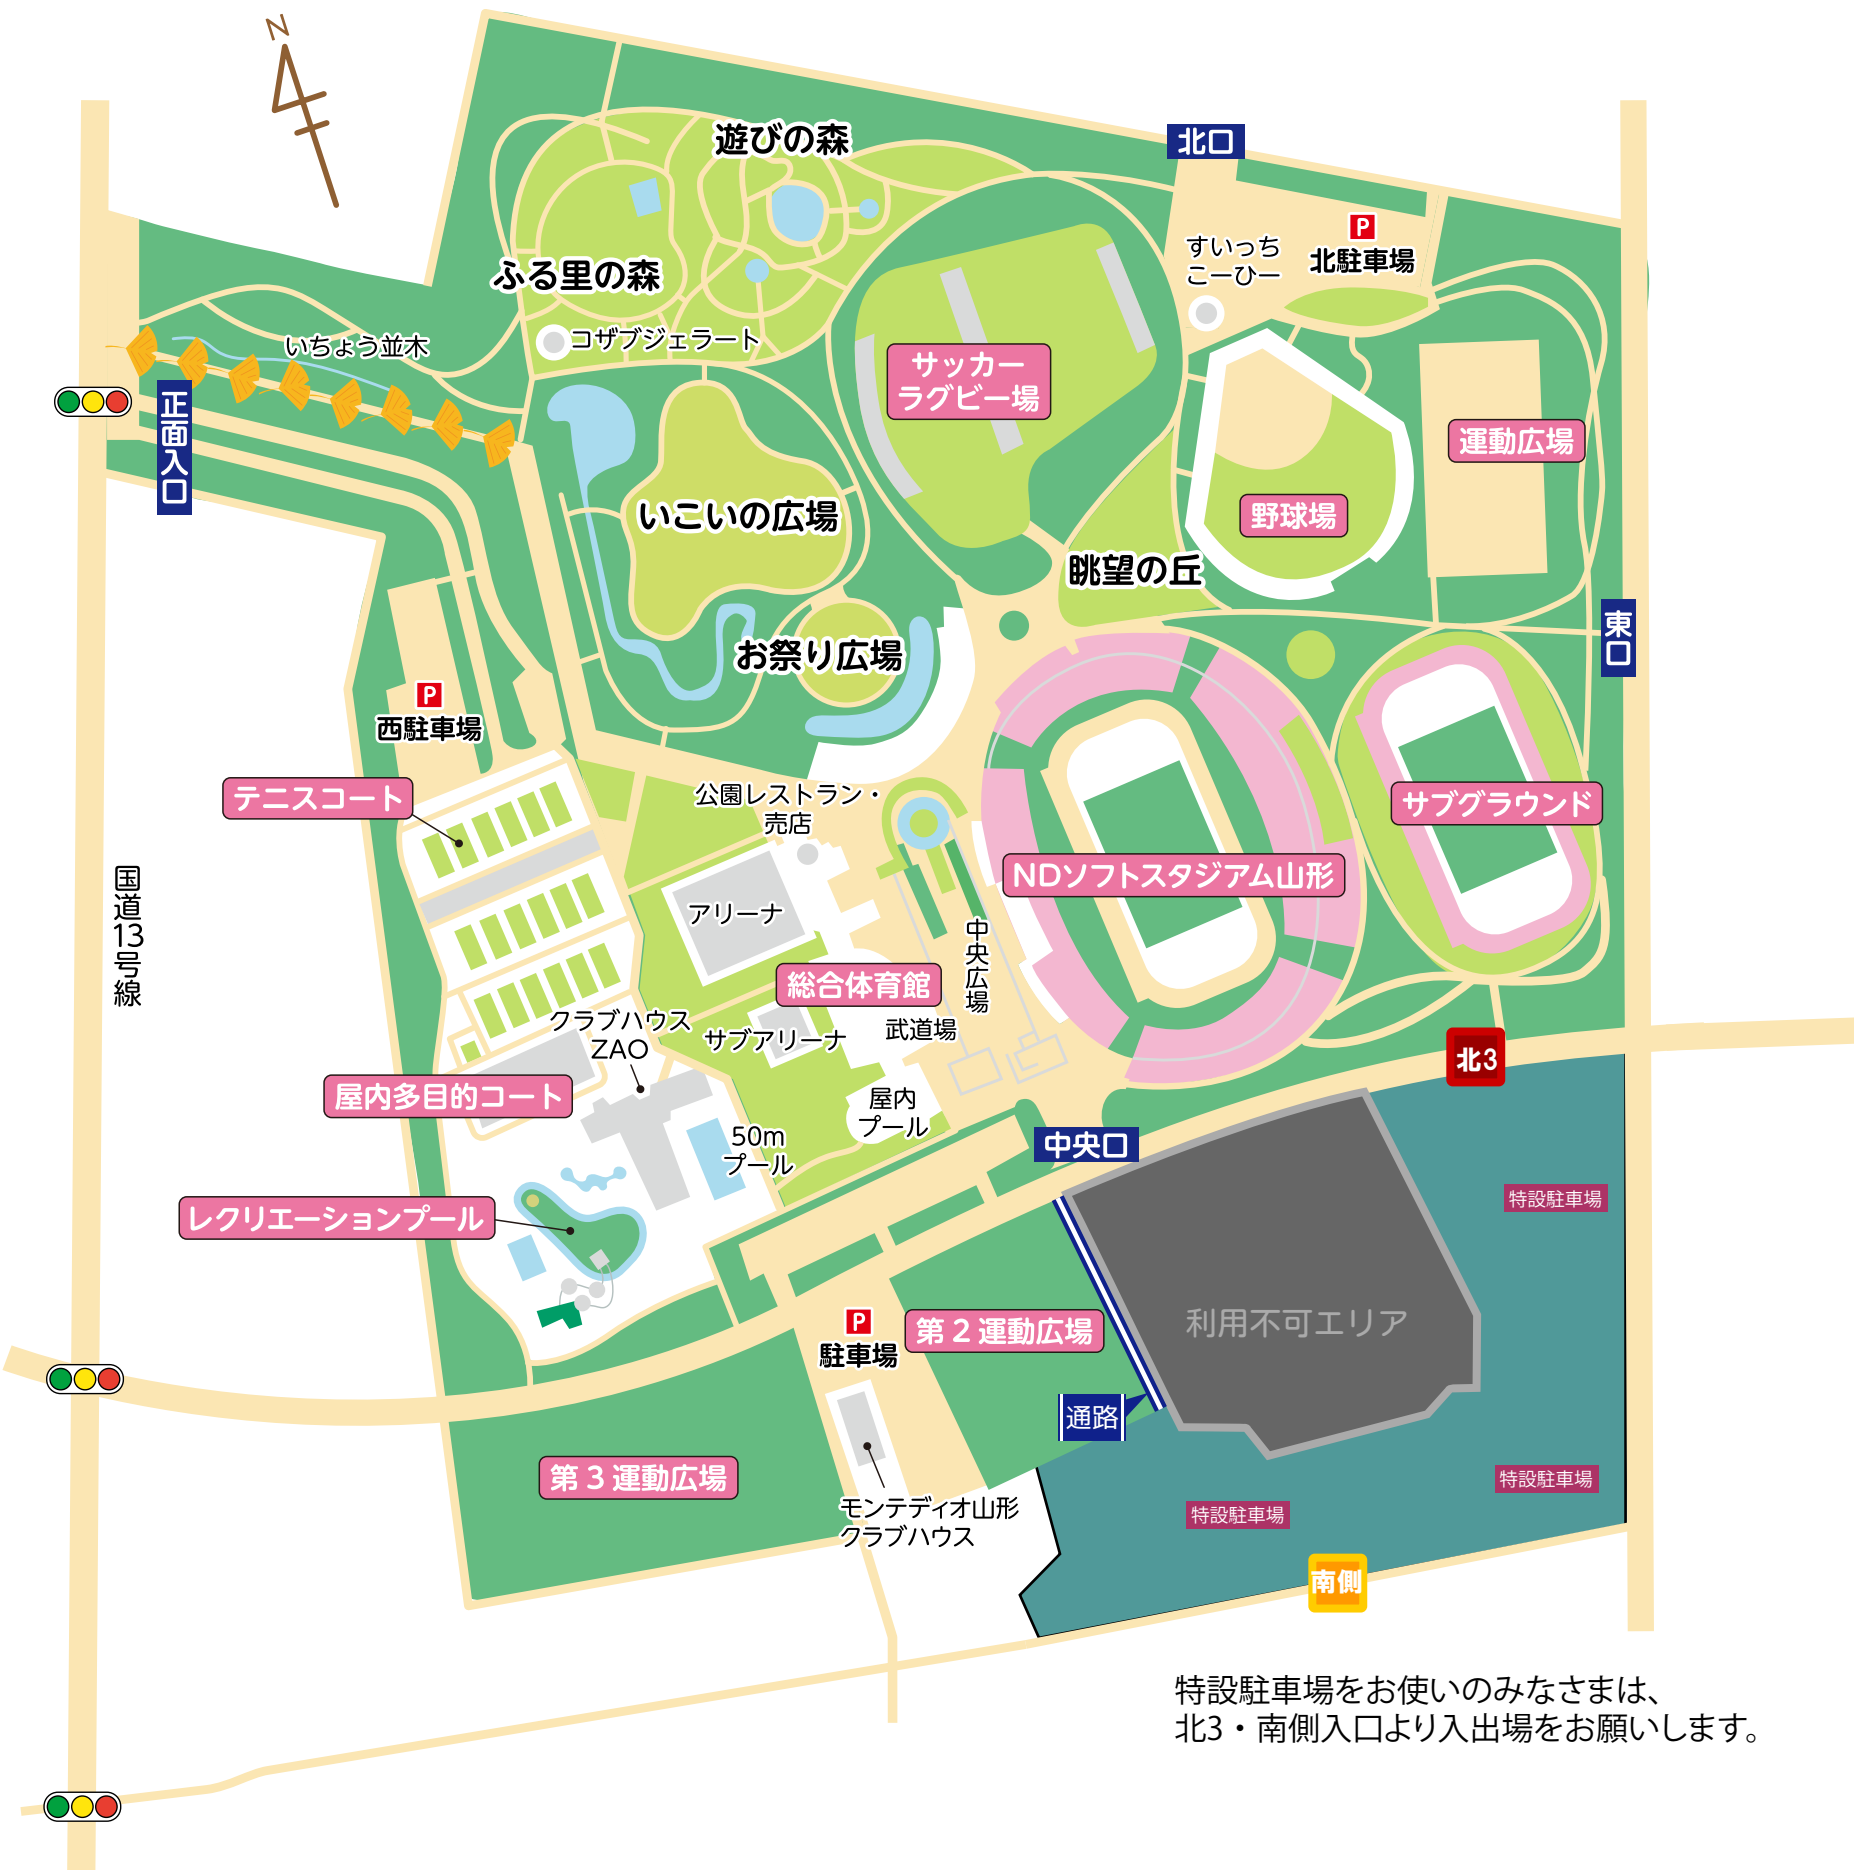 N
遊びの森
北口
P
北駐車場
すいっち
こーひー
ふる里の森
コザブジェラート
いちょう並木
正面入口
サッカー
ラグビー場
運動広場
野球場
いこいの広場
眺望の丘
お祭り広場
東口
P
西駐車場
テニスコート
公園レストラン・
売店
サブグラウンド
NDソフトスタジアム山形
国道13号線
アリーナ
中央広場
総合体育館
クラブハウス
ZAO
サブアリーナ
武道場
北3
屋内多目的コート
屋内
プール
50m
プール
中央口
特設駐車場
レクリエーションプール
P
駐車場
第2運動広場
利用不可エリア
通路
第3運動広場
特設駐車場
モンテディオ山形
クラブハウス
特設駐車場
南側
特設駐車場をお使いのみなさまは、
北3・南側入口より入出場をお願いします。